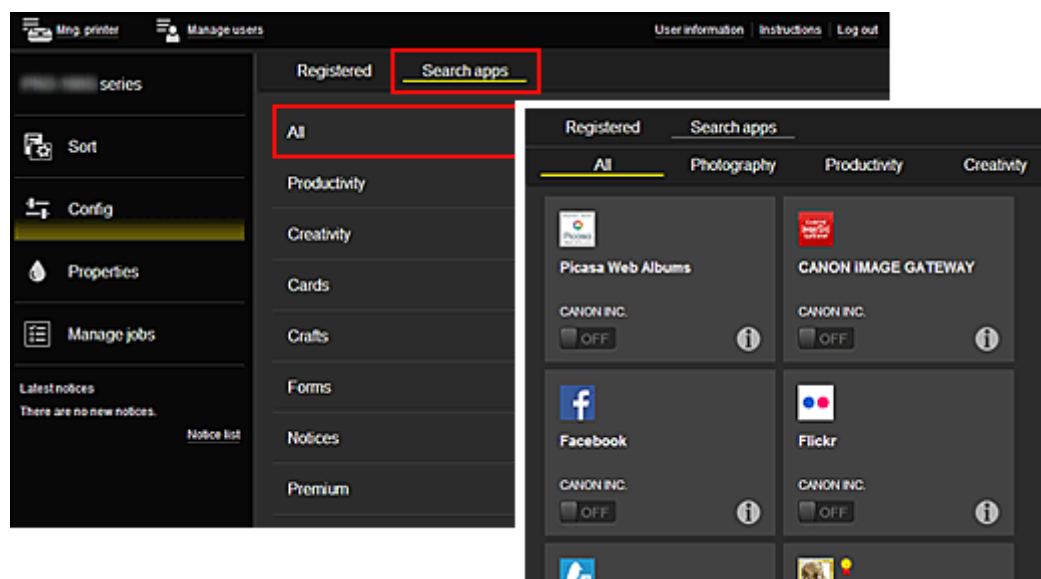 Mng. printer
Manage users
User information
Instructions
Log out
series
Sort
Config
Properties
Manage jobs
Latest notices
There are no new notices.
Notice list
Registered
Search apps
All
Productivity
Creativity
Cards
Crafts
Forms
Notices
Premium
Registered
Search apps
All
Photography
Productivity
Creativity
Picasa
Picasa Web Albums
CANON INC.
OFF
CANON iMAGE GATEWAY
CANON INC.
OFF
Facebook
CANON INC.
OFF
Flickr
CANON INC.
OFF